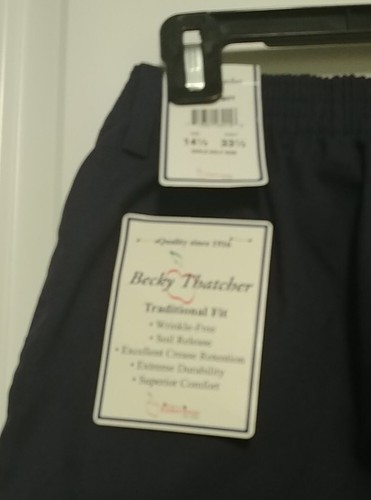 14½ 33½
Quality since 1916
Becky Thatcher
Traditional Fit
• Wrinkle-Free
• Soil Release
• Excellent Crease Retention
• Extreme Durability
• Superior Comfort